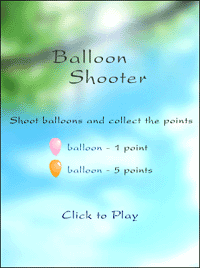 Balloon
Shooter
Shoot balloons and collect the points
balloon - 1 point
balloon - 5 points
Click to Play